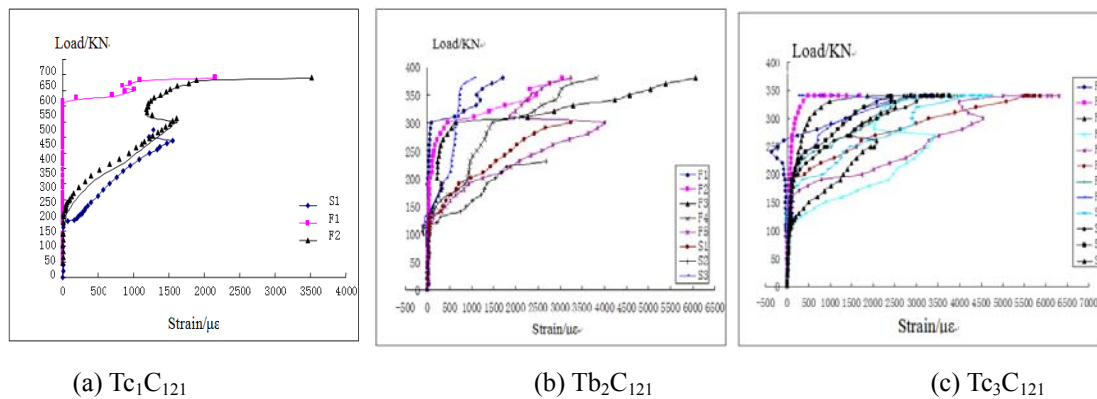 Load/KN
700
650
600
550
500
450
400
350
300
250
200
150
100
50
0
0 500 1000 1500 2150 2500 3000 3500 4000
Strain/με
S1
F1
F2
(a) Tc₁C₁₂₁
Load/KN
400
350
300
250
200
150
100
50
0
-500 0 500 1000 1500 2000 2500 3000 3500 4000 4500 5000 5500 6000 6500
Strain/με
F1
F2
F3
F4
F5
S1
S2
S3
(b) Tb₂C₁₂₁
Load/KN
400
350
300
250
200
150
100
50
0
-500 0 500 1000 1500 2000 2500 3000 3500 4000 4500 5000 5500 6000 6500 7000
Strain/με
(c) Tc₃C₁₂₁